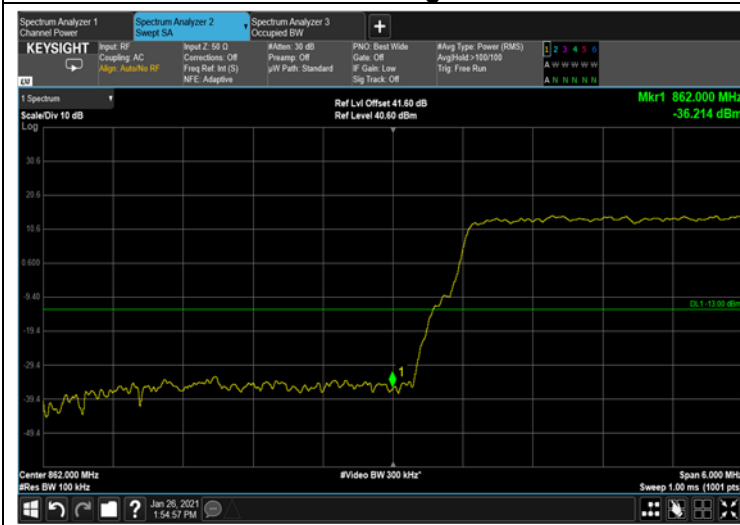 Spectrum Analyzer 1
Channel Power
Spectrum Analyzer 2
Swept SA
Spectrum Analyzer 3
Occupied BW
+
KEYSIGHT
LXI
Input: RF
Coupling: AC
Align: Auto/No RF
Input Z: 50 Ω
Corrections: Off
Freq Ref: Int (S)
NFE: Adaptive
#Atten: 30 dB
Preamp: Off
µW Path: Standard
PNO: Best Wide
Gate: Off
IF Gain: Low
Sig Track: Off
#Avg Type: Power (RMS)
Avg|Hold:>100/100
Trig: Free Run
1 2 3 4 5 6
A W W W W W
A N N N N N
1 Spectrum
Scale/Div 10 dB
Log
Ref Lvl Offset 41.60 dB
Ref Level 40.60 dBm
Mkr1 862.000 MHz
-36.214 dBm
30.6
20.6
10.6
0.600
-9.40
-19.4
-29.4
-39.4
-49.4
DL1 -13.00 dBm
1
Center 862.000 MHz
#Res BW 100 kHz
#Video BW 300 kHz*
Span 6.000 MHz
Sweep 1.00 ms (1001 pts)
?
Jan 26, 2021
1:54:57 PM